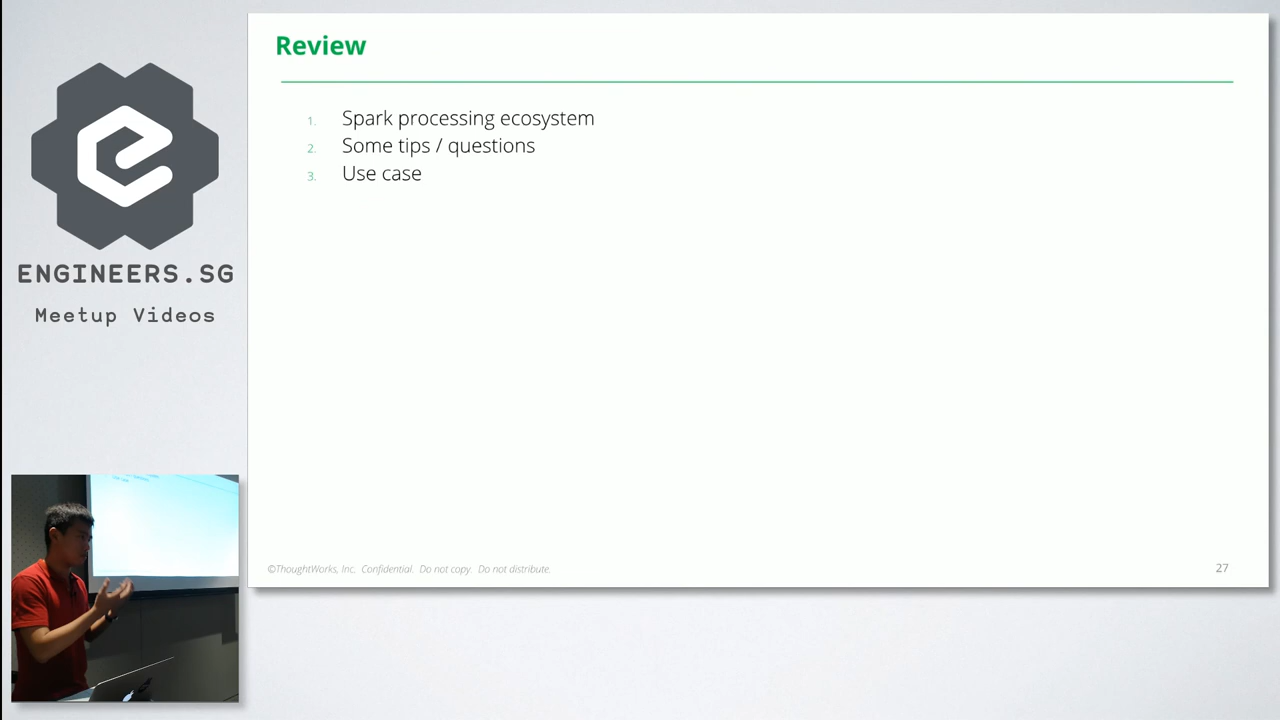 ENGINEERS.SG
Meetup Videos
Review
1. Spark processing ecosystem
2. Some tips / questions
3. Use case
©ThoughtWorks, Inc. Confidential. Do not copy. Do not distribute.
27